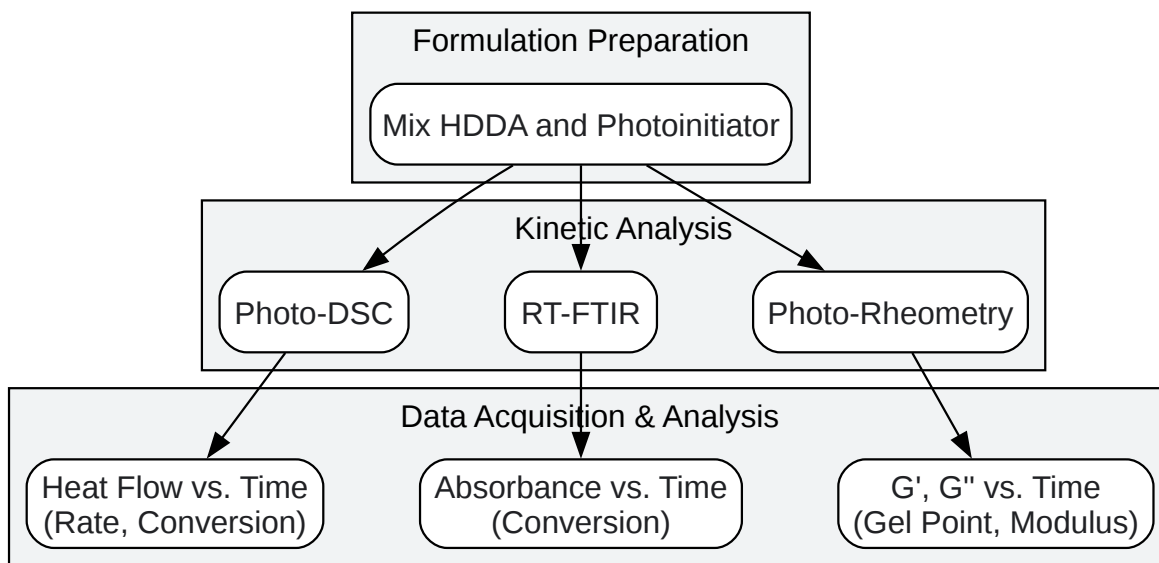 Formulation Preparation
Mix HDDA and Photoinitiator
Kinetic Analysis
Photo-DSC
RT-FTIR
Photo-Rheometry
Data Acquisition & Analysis
Heat Flow vs. Time
(Rate, Conversion)
Absorbance vs. Time
(Conversion)
G', G" vs. Time
(Gel Point, Modulus)